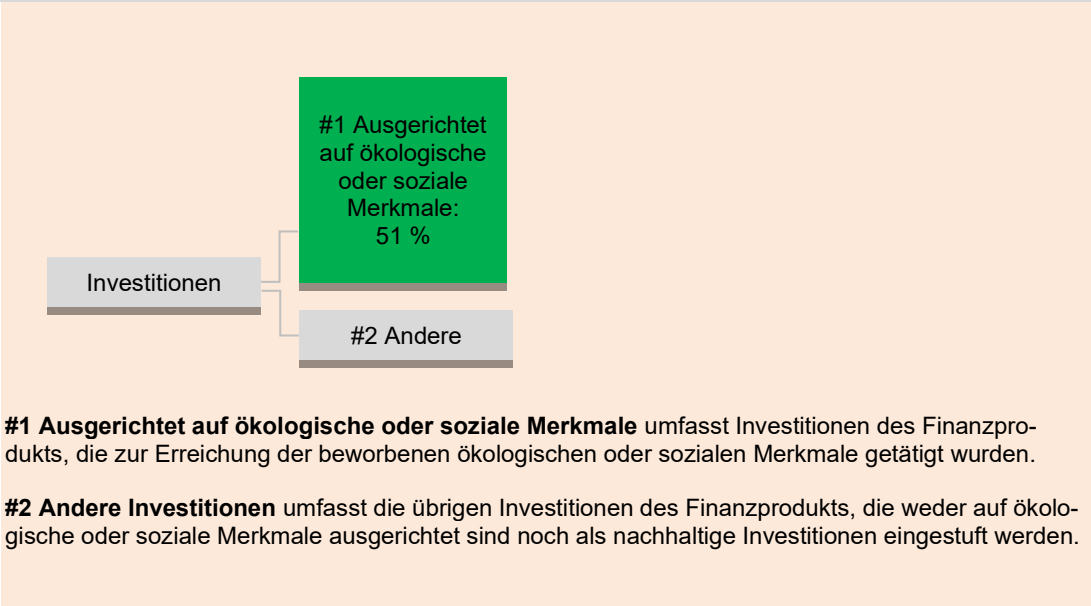 #1 Ausgerichtet
auf ökologische
oder soziale
Merkmale:
51 %
Investitionen
#2 Andere
#1 Ausgerichtet auf ökologische oder soziale Merkmale umfasst Investitionen des Finanzpro-
dukts, die zur Erreichung der beworbenen ökologischen oder sozialen Merkmale getätigt wurden.
#2 Andere Investitionen umfasst die übrigen Investitionen des Finanzprodukts, die weder auf ökolo-
gische oder soziale Merkmale ausgerichtet sind noch als nachhaltige Investitionen eingestuft werden.